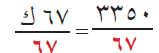 ٦٧ ك = ٣٣٥٠
٦٧   ٦٧